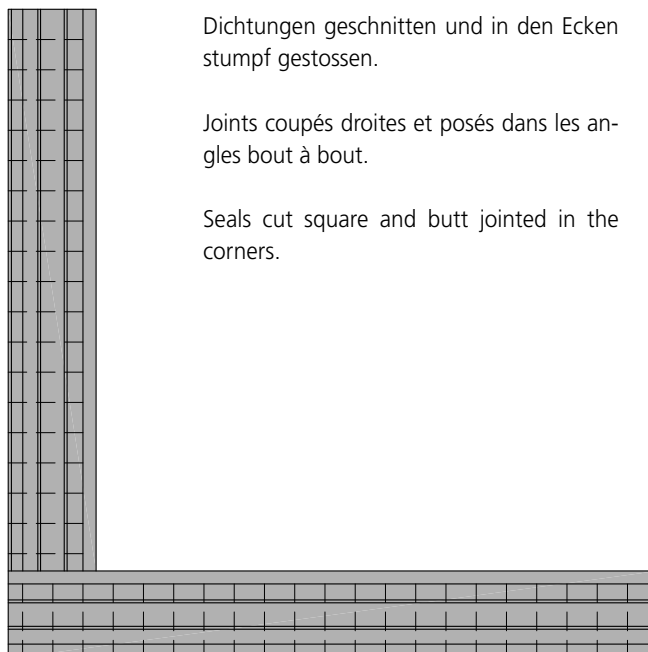 Dichtungen geschnitten und in den Ecken
stumpf gestossen.
Joints coupés droites et posés dans les an-
gles bout à bout.
Seals cut square and butt jointed in the
corners.